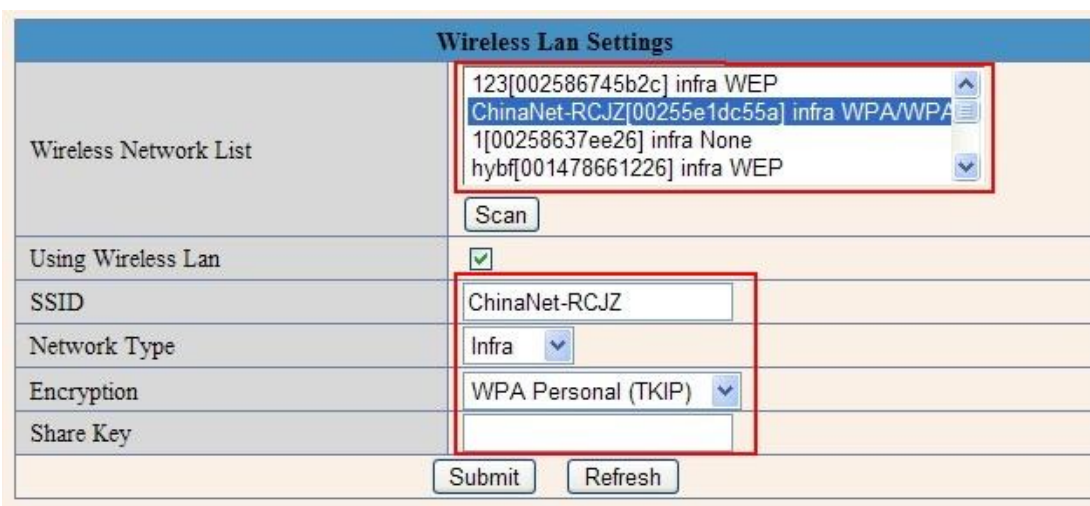 Wireless Lan Settings
Wireless Network List
123[002586745b2c] infra WEP
ChinaNet-RCJZ[00255e1dc55a] infra WPA/WPA
1[00258637ee26] infra None
hybf[001478661226] infra WEP
Scan
Using Wireless Lan
SSID ChinaNet-RCJZ
Network Type Infra
Encryption WPA Personal (TKIP)
Share Key
Submit Refresh